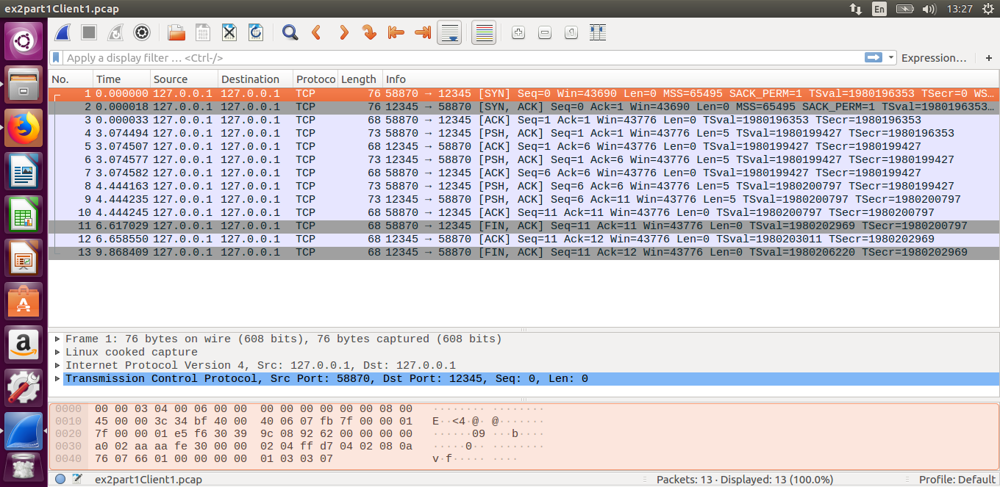 ex2part1Client1.pcap En 13:27
Apply a display filter … <Ctrl-/> Expression… +
No. Time Source Destination Protoco Length Info
1 0.000000 127.0.0.1 127.0.0.1 TCP 76 58870 → 12345 [SYN] Seq=0 Win=43690 Len=0 MSS=65495 SACK_PERM=1 TSval=1980196353 TSecr=0 WS…
2 0.000018 127.0.0.1 127.0.0.1 TCP 76 12345 → 58870 [SYN, ACK] Seq=0 Ack=1 Win=43690 Len=0 MSS=65495 SACK_PERM=1 TSval=1980196353…
3 0.000033 127.0.0.1 127.0.0.1 TCP 68 58870 → 12345 [ACK] Seq=1 Ack=1 Win=43776 Len=0 TSval=1980196353 TSecr=1980196353
4 3.074494 127.0.0.1 127.0.0.1 TCP 73 58870 → 12345 [PSH, ACK] Seq=1 Ack=1 Win=43776 Len=5 TSval=1980199427 TSecr=1980196353
5 3.074507 127.0.0.1 127.0.0.1 TCP 68 12345 → 58870 [ACK] Seq=1 Ack=6 Win=43776 Len=0 TSval=1980199427 TSecr=1980199427
6 3.074577 127.0.0.1 127.0.0.1 TCP 73 12345 → 58870 [PSH, ACK] Seq=1 Ack=6 Win=43776 Len=5 TSval=1980199427 TSecr=1980199427
7 3.074582 127.0.0.1 127.0.0.1 TCP 68 58870 → 12345 [ACK] Seq=6 Ack=6 Win=43776 Len=0 TSval=1980199427 TSecr=1980199427
8 4.444163 127.0.0.1 127.0.0.1 TCP 73 58870 → 12345 [PSH, ACK] Seq=6 Ack=6 Win=43776 Len=5 TSval=1980200797 TSecr=1980199427
9 4.444235 127.0.0.1 127.0.0.1 TCP 73 12345 → 58870 [PSH, ACK] Seq=6 Ack=11 Win=43776 Len=5 TSval=1980200797 TSecr=1980200797
10 4.444245 127.0.0.1 127.0.0.1 TCP 68 58870 → 12345 [ACK] Seq=11 Ack=11 Win=43776 Len=0 TSval=1980200797 TSecr=1980200797
11 6.617029 127.0.0.1 127.0.0.1 TCP 68 58870 → 12345 [FIN, ACK] Seq=11 Ack=11 Win=43776 Len=0 TSval=1980202969 TSecr=1980200797
12 6.658550 127.0.0.1 127.0.0.1 TCP 68 12345 → 58870 [ACK] Seq=11 Ack=12 Win=43776 Len=0 TSval=1980203011 TSecr=1980202969
13 9.868409 127.0.0.1 127.0.0.1 TCP 68 12345 → 58870 [FIN, ACK] Seq=11 Ack=12 Win=43776 Len=0 TSval=1980206220 TSecr=1980202969
Frame 1: 76 bytes on wire (608 bits), 76 bytes captured (608 bits)
Linux cooked capture
Internet Protocol Version 4, Src: 127.0.0.1, Dst: 127.0.0.1
Transmission Control Protocol, Src Port: 58870, Dst Port: 12345, Seq: 0, Len: 0
0000 00 00 03 04 00 06 00 00 00 00 00 00 00 00 08 00 ········ ········
0010 45 00 00 3c 34 bf 40 00 40 06 07 fb 7f 00 00 01 E··<4·@· @·······
0020 7f 00 00 01 e5 f6 30 39 9c 08 92 62 00 00 00 00 ······09 ···b····
0030 a0 02 aa aa fe 30 00 00 02 04 ff d7 04 02 08 0a ·····0·· ········
0040 76 07 66 01 00 00 00 00 01 03 03 07 v·f····· ····
ex2part1Client1.pcap Packets: 13 · Displayed: 13 (100.0%) Profile: Default